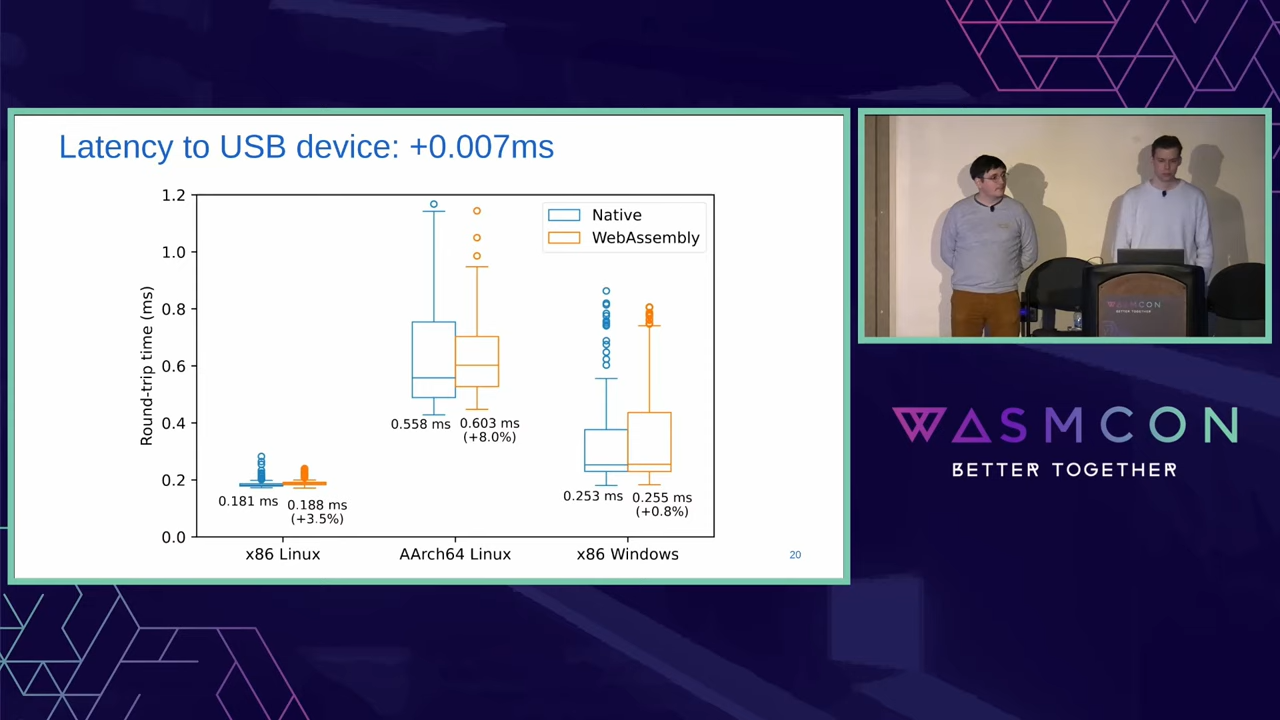 Latency to USB device: +0.007ms
1.2
1.0
0.8
0.6
0.4
0.2
0.0
Round-trip time (ms)
Native
WebAssembly
0.181 ms
0.188 ms
(+3.5%)
0.558 ms
0.603 ms
(+8.0%)
0.253 ms
0.255 ms
(+0.8%)
x86 Linux
AArch64 Linux
x86 Windows
20
WASMCON
BETTER TOGETHER
WASMCON
BETTER TOGETHER